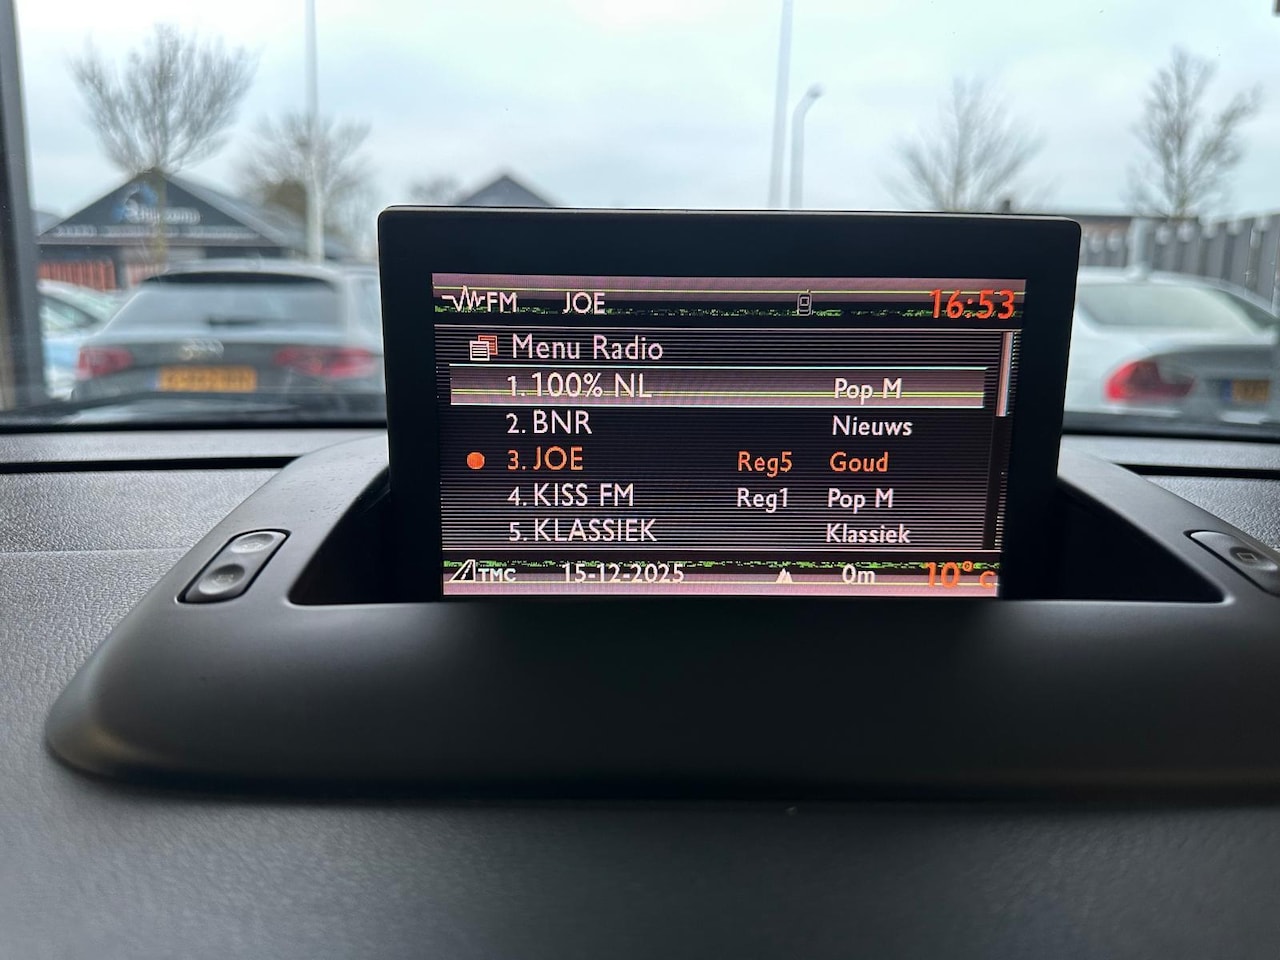 FM JOE 16:53
Menu Radio
1. 100% NL Pop M
2. BNR Nieuws
3. JOE Reg5 Goud
4. KISS FM Reg1 Pop M
5. KLASSIEK Klassiek
TMC 15-12-2025 0m 10°C